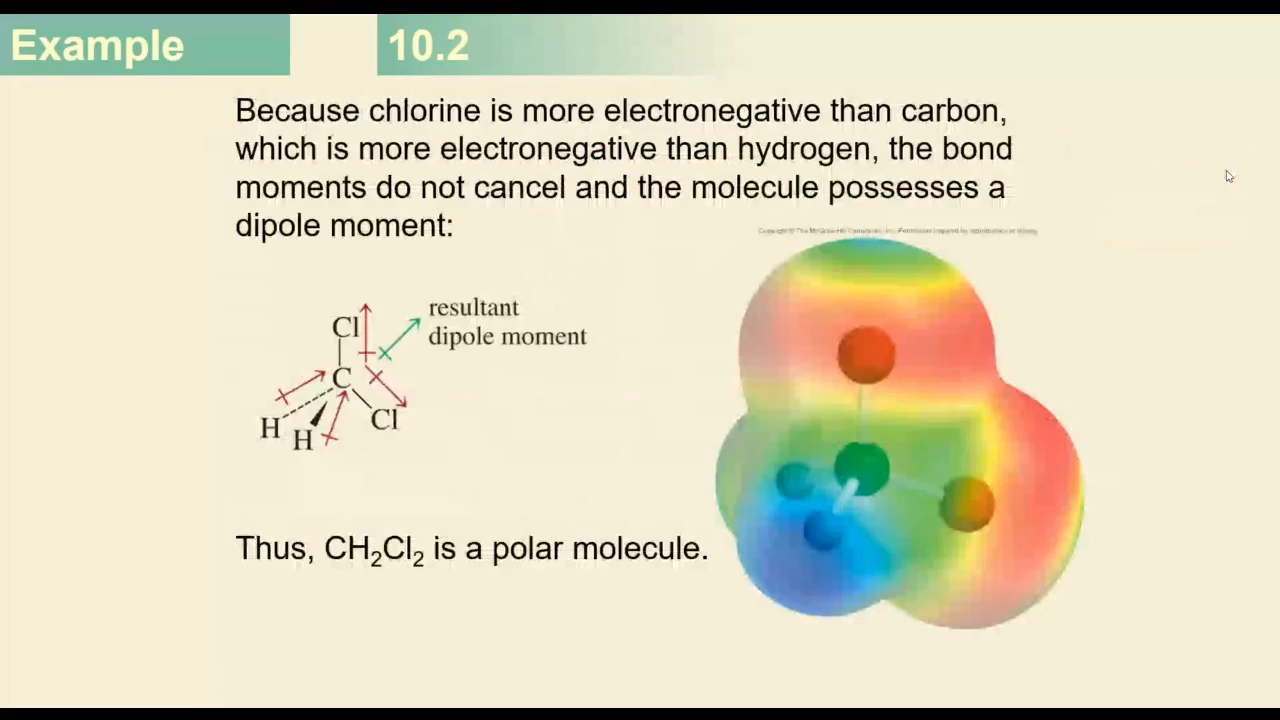 Example 10.2
Because chlorine is more electronegative than carbon,
which is more electronegative than hydrogen, the bond
moments do not cancel and the molecule possesses a
dipole moment:
Cl
resultant
dipole moment
C
H
H
Cl
Thus, CH₂Cl₂ is a polar molecule.